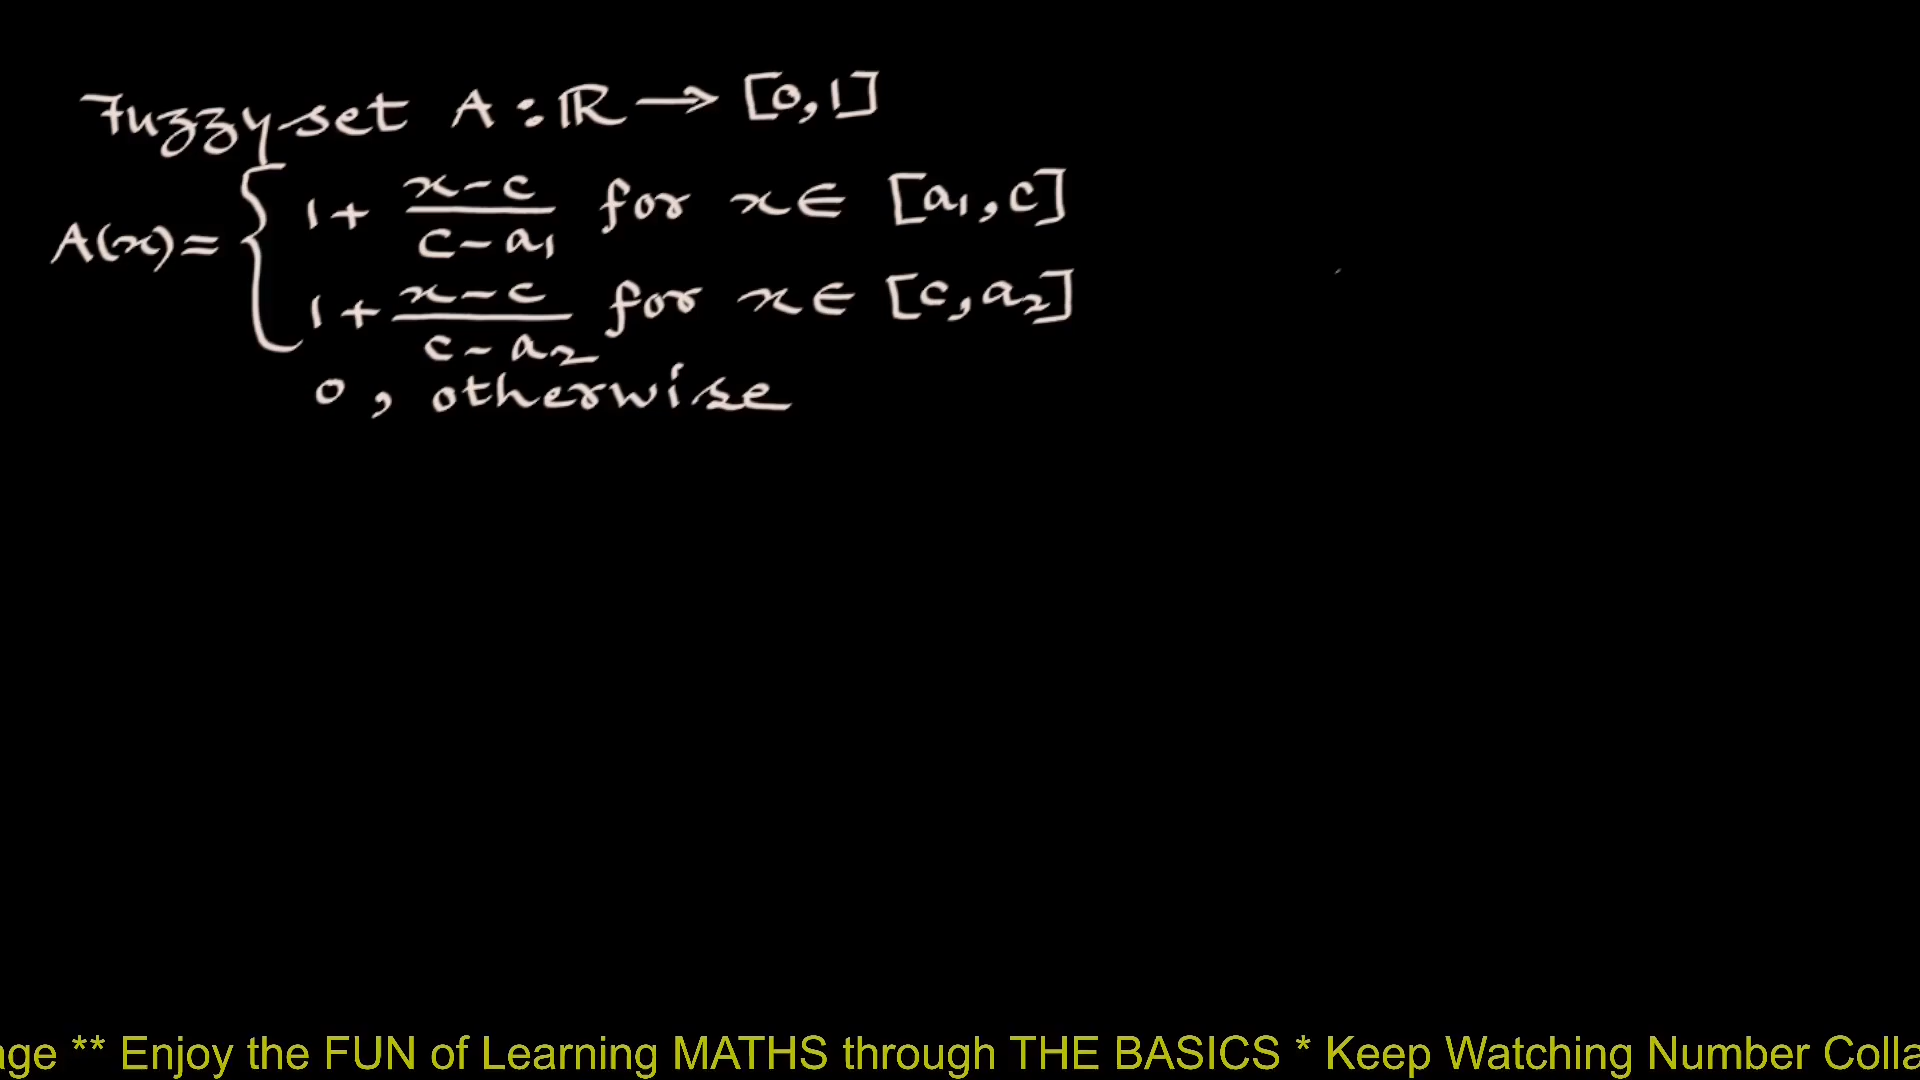 Fuzzy set A : ℝ → [0,1]
A(x) = { 1 + (x-c)/(c-a₁) for x ∈ [a₁, c]
1 + (x-c)/(c-a₂) for x ∈ [c, a₂]
0, otherwise
age ** Enjoy the FUN of Learning MATHS through THE BASICS * Keep Watching Number Colla